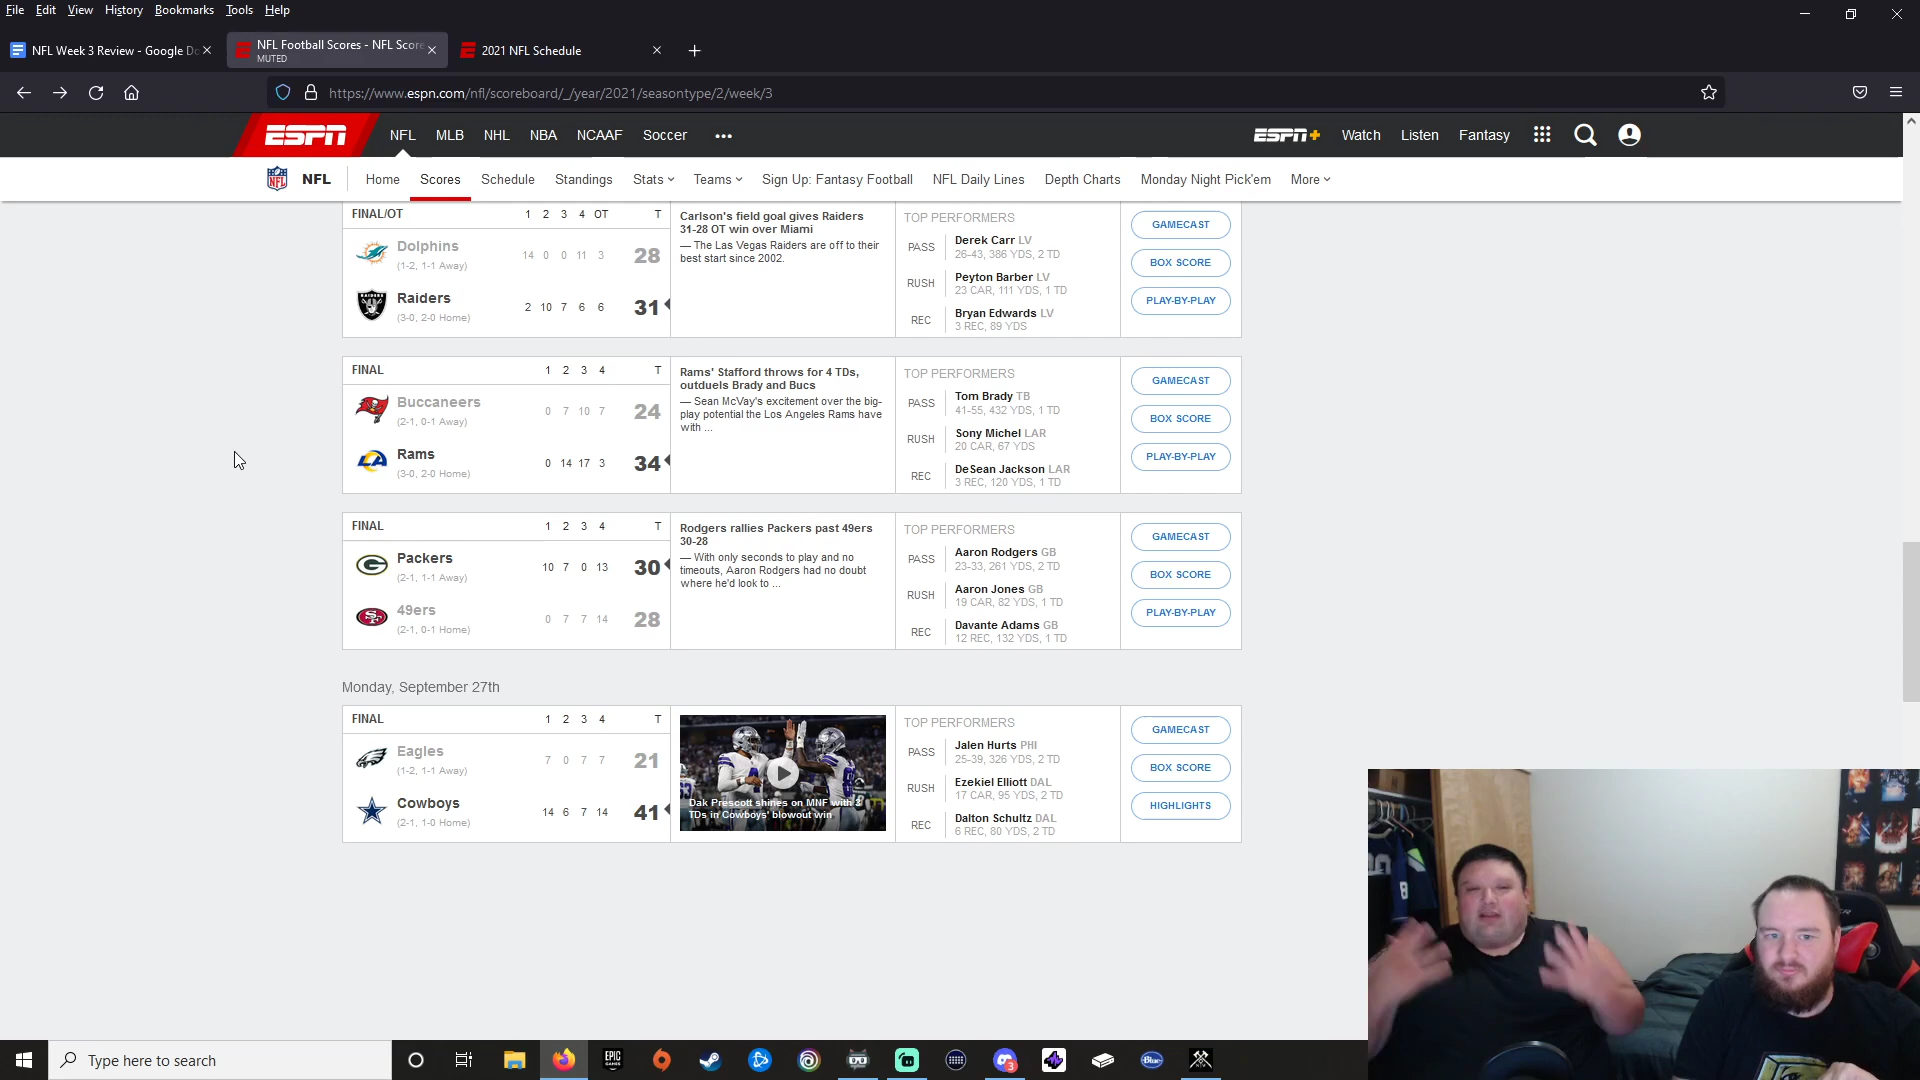 File Edit View History Bookmarks Tools Help
NFL Week 3 Review - Google Do
NFL Football Scores - NFL Score
MUTED
2021 NFL Schedule
https://www.espn.com/nfl/scoreboard/_/year/2021/seasontype/2/week/3
ESPN NFL MLB NHL NBA NCAAF Soccer ESPN+ Watch Listen Fantasy
NFL Home Scores Schedule Standings Stats Teams Sign Up: Fantasy Football NFL Daily Lines Depth Charts Monday Night Pick'em More
FINAL/OT 1 2 3 4 OT T
Dolphins 14 0 0 11 3 28
(1-2, 1-1 Away)
Raiders 2 10 7 6 6 31
(3-0, 2-0 Home)
Carlson's field goal gives Raiders
31-28 OT win over Miami
— The Las Vegas Raiders are off to their
best start since 2002.
TOP PERFORMERS
PASS Derek Carr LV
26-43, 386 YDS, 2 TD
RUSH Peyton Barber LV
23 CAR, 111 YDS, 1 TD
REC Bryan Edwards LV
3 REC, 89 YDS
GAMECAST
BOX SCORE
PLAY-BY-PLAY
FINAL 1 2 3 4 T
Buccaneers 0 7 10 7 24
(2-1, 0-1 Away)
Rams 0 14 17 3 34
(3-0, 2-0 Home)
Rams' Stafford throws for 4 TDs,
outduels Brady and Bucs
— Sean McVay's excitement over the big-
play potential the Los Angeles Rams have
with ...
TOP PERFORMERS
PASS Tom Brady TB
41-55, 432 YDS, 1 TD
RUSH Sony Michel LAR
20 CAR, 67 YDS
REC DeSean Jackson LAR
3 REC, 120 YDS, 1 TD
GAMECAST
BOX SCORE
PLAY-BY-PLAY
FINAL 1 2 3 4 T
Packers 10 7 0 13 30
(2-1, 1-1 Away)
49ers 0 7 7 14 28
(2-1, 0-1 Home)
Rodgers rallies Packers past 49ers
30-28
— With only seconds to play and no
timeouts, Aaron Rodgers had no doubt
where he'd look to ...
TOP PERFORMERS
PASS Aaron Rodgers GB
23-33, 261 YDS, 2 TD
RUSH Aaron Jones GB
19 CAR, 82 YDS, 1 TD
REC Davante Adams GB
12 REC, 132 YDS, 1 TD
GAMECAST
BOX SCORE
PLAY-BY-PLAY
Monday, September 27th
FINAL 1 2 3 4 T
Eagles 7 0 7 7 21
(1-2, 1-1 Away)
Cowboys 14 6 7 14 41
(2-1, 1-0 Home)
Dak Prescott shines on MNF with 3
TDs in Cowboys' blowout win
TOP PERFORMERS
PASS Jalen Hurts PHI
25-39, 326 YDS, 2 TD
RUSH Ezekiel Elliott DAL
17 CAR, 95 YDS, 2 TD
REC Dalton Schultz DAL
6 REC, 80 YDS, 2 TD
GAMECAST
BOX SCORE
HIGHLIGHTS
Type here to search
EPIC GAMES
3
Blue